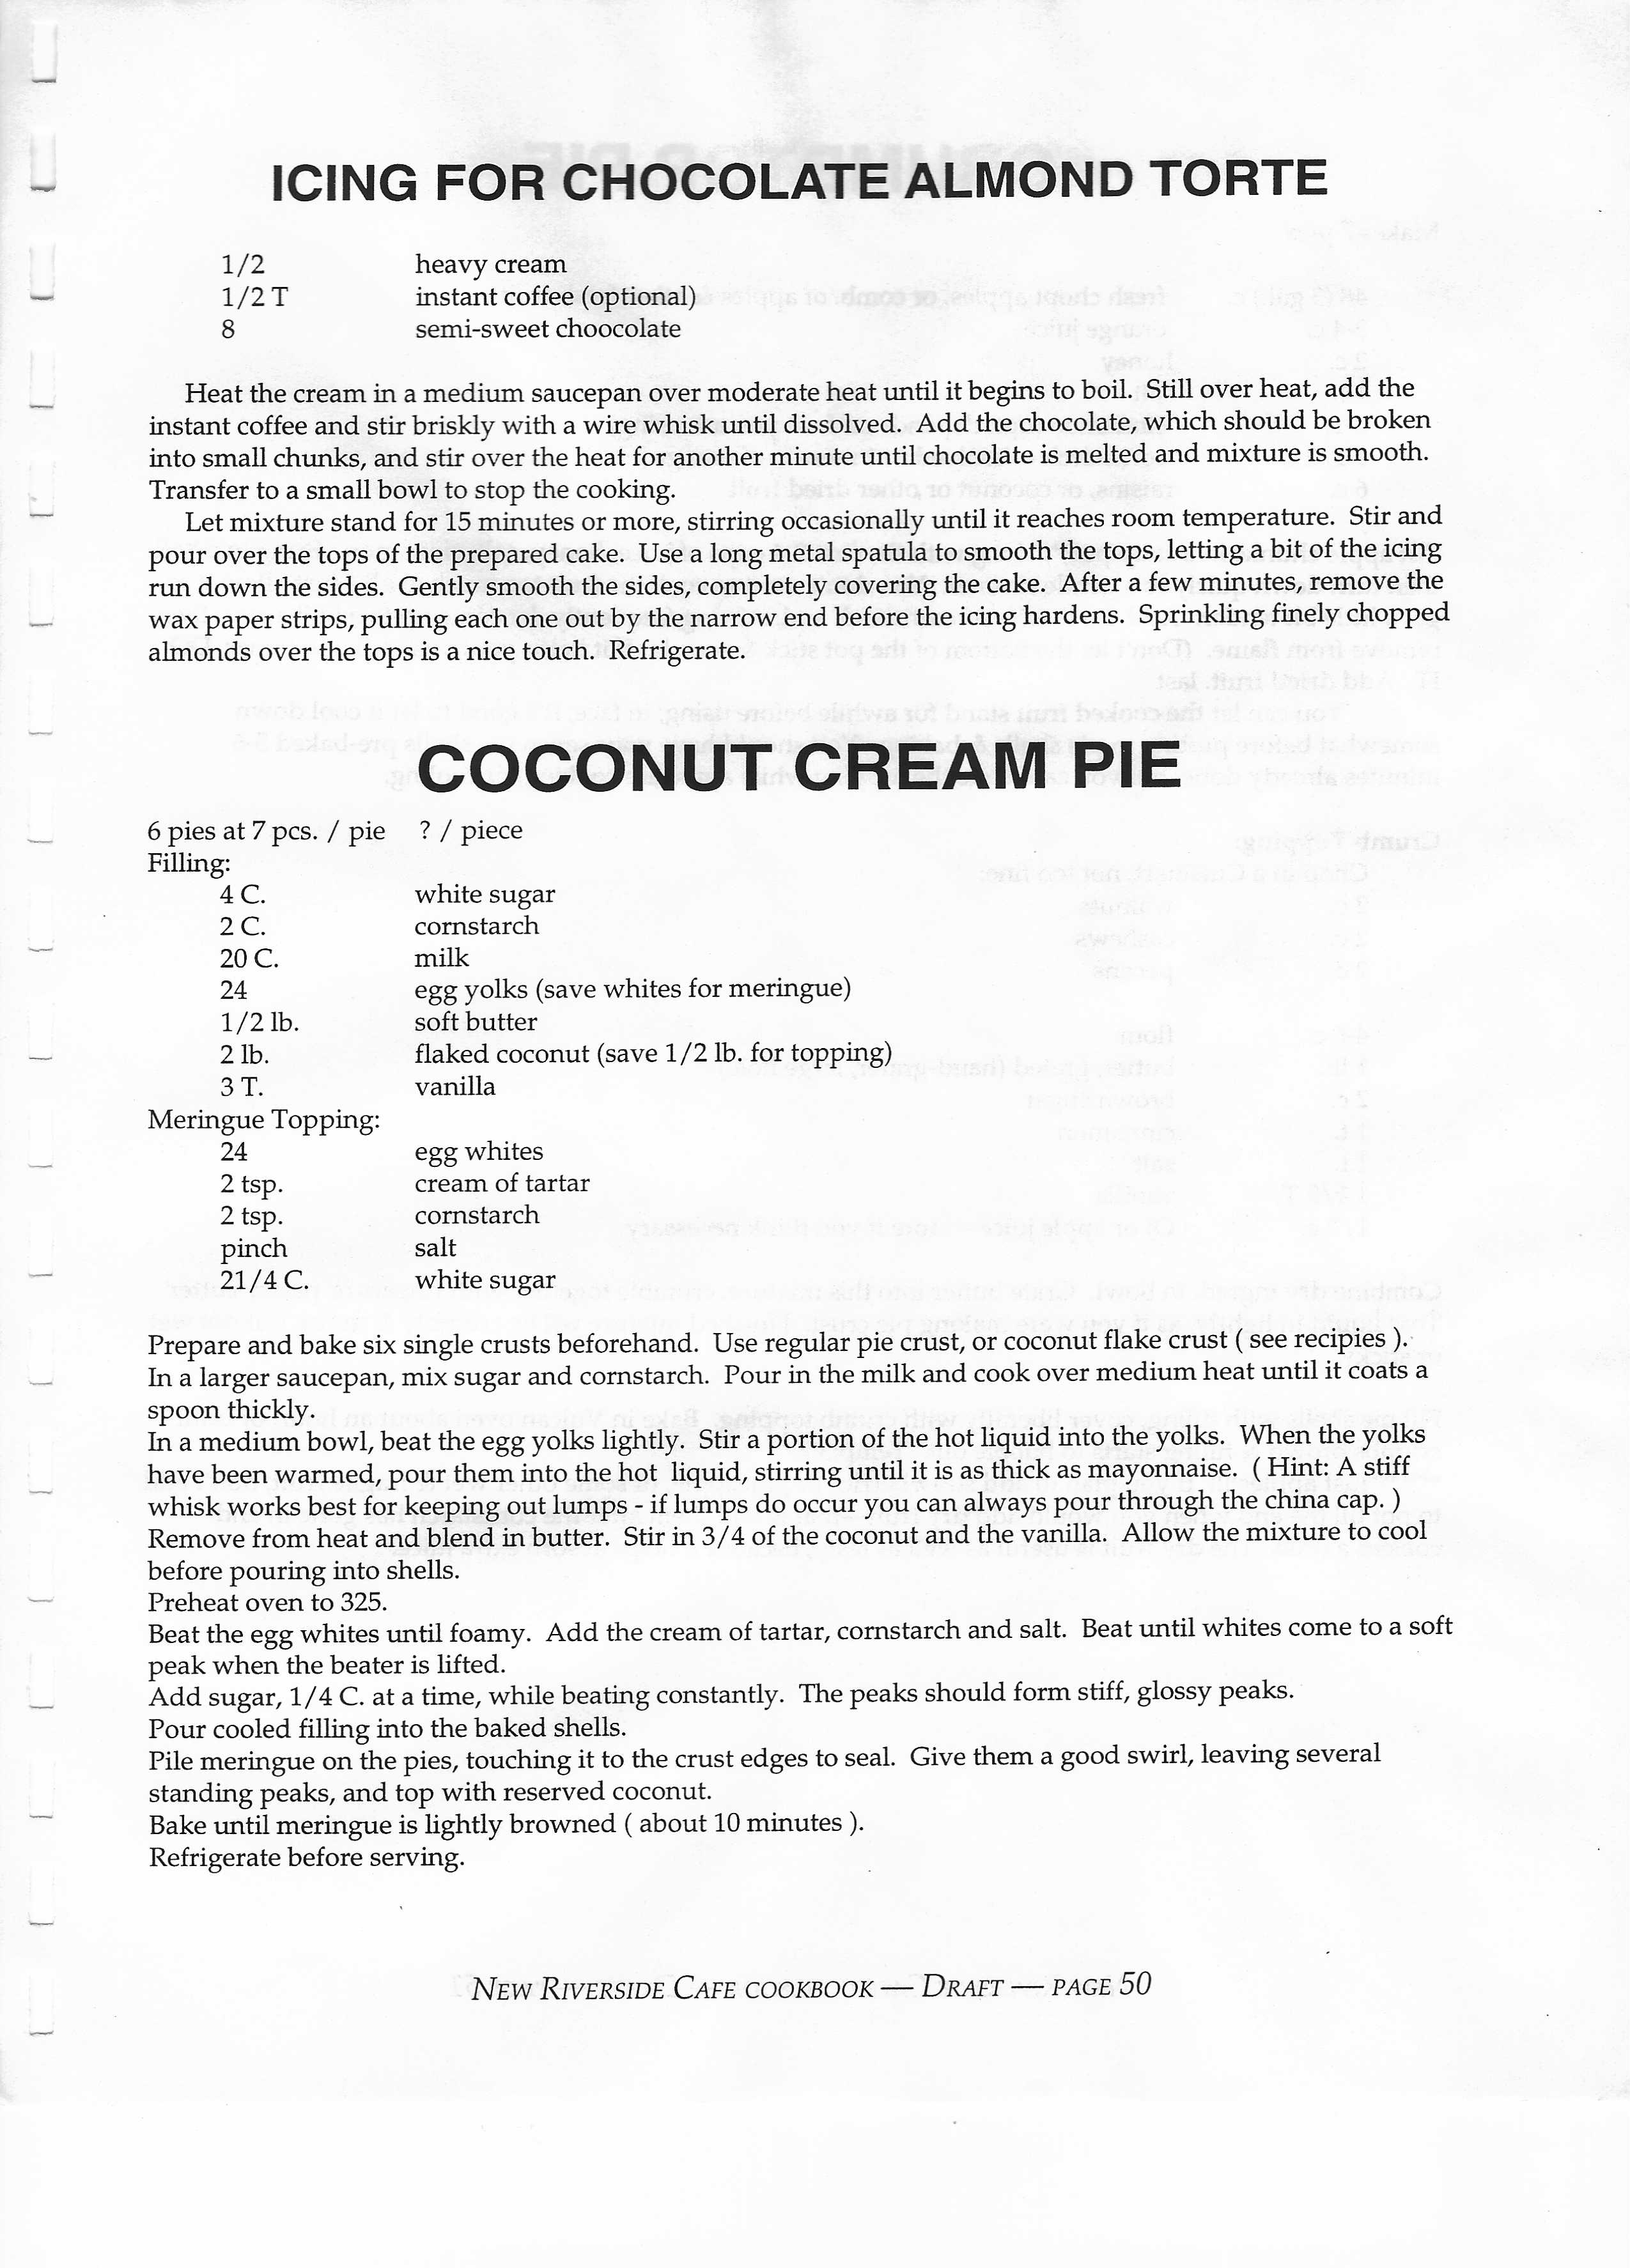 ICING FOR CHOCOLATE ALMOND TORTE
1/2 heavy cream
1/2 T instant coffee (optional)
8 semi-sweet choocolate
Heat the cream in a medium saucepan over moderate heat until it begins to boil. Still over heat, add the
instant coffee and stir briskly with a wire whisk until dissolved. Add the chocolate, which should be broken
into small chunks, and stir over the heat for another minute until chocolate is melted and mixture is smooth.
Transfer to a small bowl to stop the cooking.
Let mixture stand for 15 minutes or more, stirring occasionally until it reaches room temperature. Stir and
pour over the tops of the prepared cake. Use a long metal spatula to smooth the tops, letting a bit of the icing
run down the sides. Gently smooth the sides, completely covering the cake. After a few minutes, remove the
wax paper strips, pulling each one out by the narrow end before the icing hardens. Sprinkling finely chopped
almonds over the tops is a nice touch. Refrigerate.
COCONUT CREAM PIE
6 pies at 7 pcs. / pie ? / piece
Filling:
4 C. white sugar
2 C. cornstarch
20 C. milk
24 egg yolks (save whites for meringue)
1/2 lb. soft butter
2 lb. flaked coconut (save 1/2 lb. for topping)
3 T. vanilla
Meringue Topping:
24 egg whites
2 tsp. cream of tartar
2 tsp. cornstarch
pinch salt
21/4 C. white sugar
Prepare and bake six single crusts beforehand. Use regular pie crust, or coconut flake crust ( see recipies ).
In a larger saucepan, mix sugar and cornstarch. Pour in the milk and cook over medium heat until it coats a
spoon thickly.
In a medium bowl, beat the egg yolks lightly. Stir a portion of the hot liquid into the yolks. When the yolks
have been warmed, pour them into the hot liquid, stirring until it is as thick as mayonnaise. ( Hint: A stiff
whisk works best for keeping out lumps - if lumps do occur you can always pour through the china cap. )
Remove from heat and blend in butter. Stir in 3/4 of the coconut and the vanilla. Allow the mixture to cool
before pouring into shells.
Preheat oven to 325.
Beat the egg whites until foamy. Add the cream of tartar, cornstarch and salt. Beat until whites come to a soft
peak when the beater is lifted.
Add sugar, 1/4 C. at a time, while beating constantly. The peaks should form stiff, glossy peaks.
Pour cooled filling into the baked shells.
Pile meringue on the pies, touching it to the crust edges to seal. Give them a good swirl, leaving several
standing peaks, and top with reserved coconut.
Bake until meringue is lightly browned ( about 10 minutes ).
Refrigerate before serving.
NEW RIVERSIDE CAFE COOKBOOK — DRAFT — PAGE 50